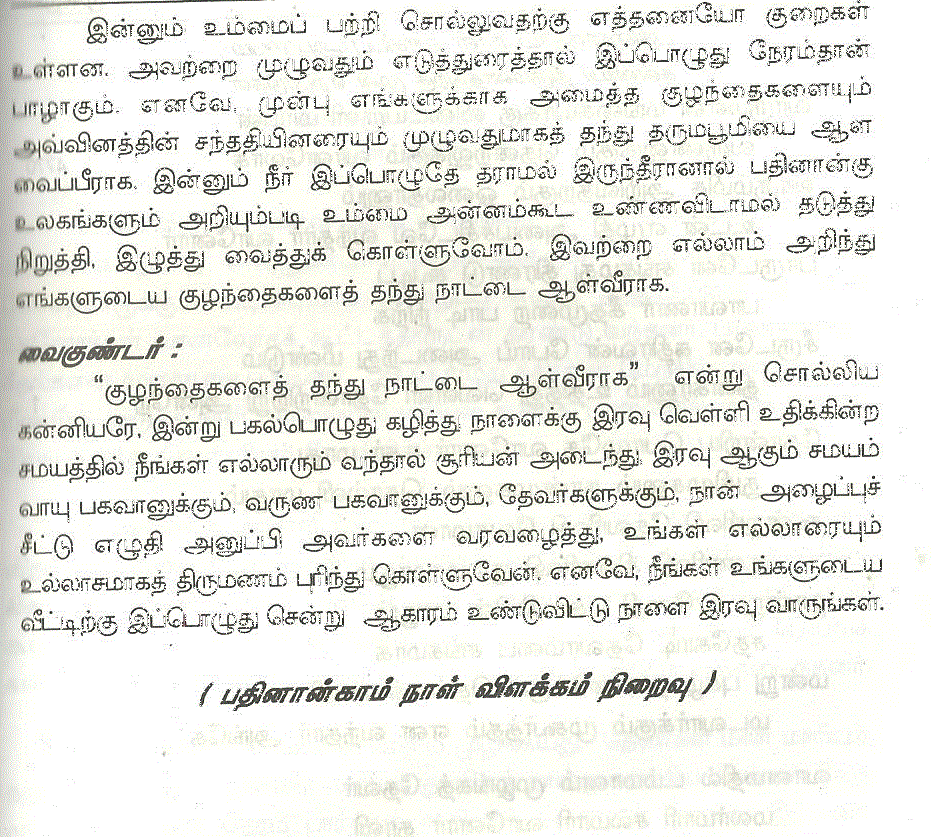 இன்னும் உம்மைப் பற்றி சொல்லுவதற்கு எத்தனையோ குறைகள்
உள்ளன. அவற்றை முழுவதும் எடுத்துரைத்தால் இப்பொழுது நேரம்தான்
பாழாகும். எனவே, முன்பு எங்களுக்காக அமைத்த குழந்தைகளையும்
அவ்வினத்தின் சந்ததியினரையும் முழுவதுமாகத் தந்து தருமபூமியை ஆள
வைப்பீராக. இன்னும் நீர் இப்பொழுதே தராமல் இருந்தீரானால் பதினான்கு
உலகங்களும் அறியும்படி உம்மை அன்னம்கூட உண்ணவிடாமல் தடுத்து
நிறுத்தி, இழுத்து வைத்துக் கொள்ளுவோம். இவற்றை எல்லாம் அறிந்து
எங்களுடைய குழந்தைகளைத் தந்து நாட்டை ஆள்வீராக.
வைகுண்டர் :
“குழந்தைகளைத் தந்து நாட்டை ஆள்வீராக” என்று சொல்லிய
கன்னியரே, இன்று பகல்பொழுது கழித்து நாளைக்கு இரவு வெள்ளி உதிக்கின்ற
சமயத்தில் நீங்கள் எல்லாரும் வந்தால் சூரியன் அடைந்து, இரவு ஆகும் சமயம்
வாயு பகவானுக்கும், வருண பகவானுக்கும், தேவர்களுக்கும், நான் அழைப்புச்
சீட்டு எழுதி அனுப்பி அவர்களை வரவழைத்து, உங்கள் எல்லாரையும்
உல்லாசமாகத் திருமணம் புரிந்து கொள்ளுவேன். எனவே, நீங்கள் உங்களுடைய
வீட்டிற்கு இப்பொழுது சென்று ஆகாரம் உண்டுவிட்டு நாளை இரவு வாருங்கள்.
( பதினான்காம் நாள் விளக்கம் நிறைவு )